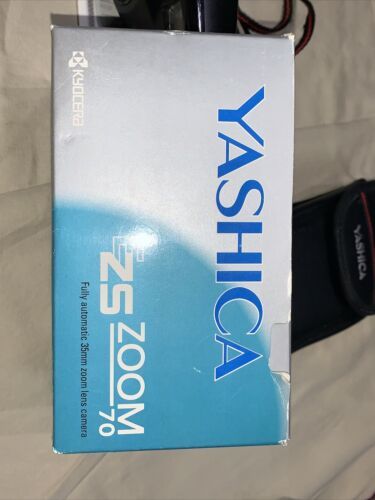 KYOCERA
YASHICA
EZS ZOOM 70
Fully automatic 35mm zoom lens camera
YASHICA